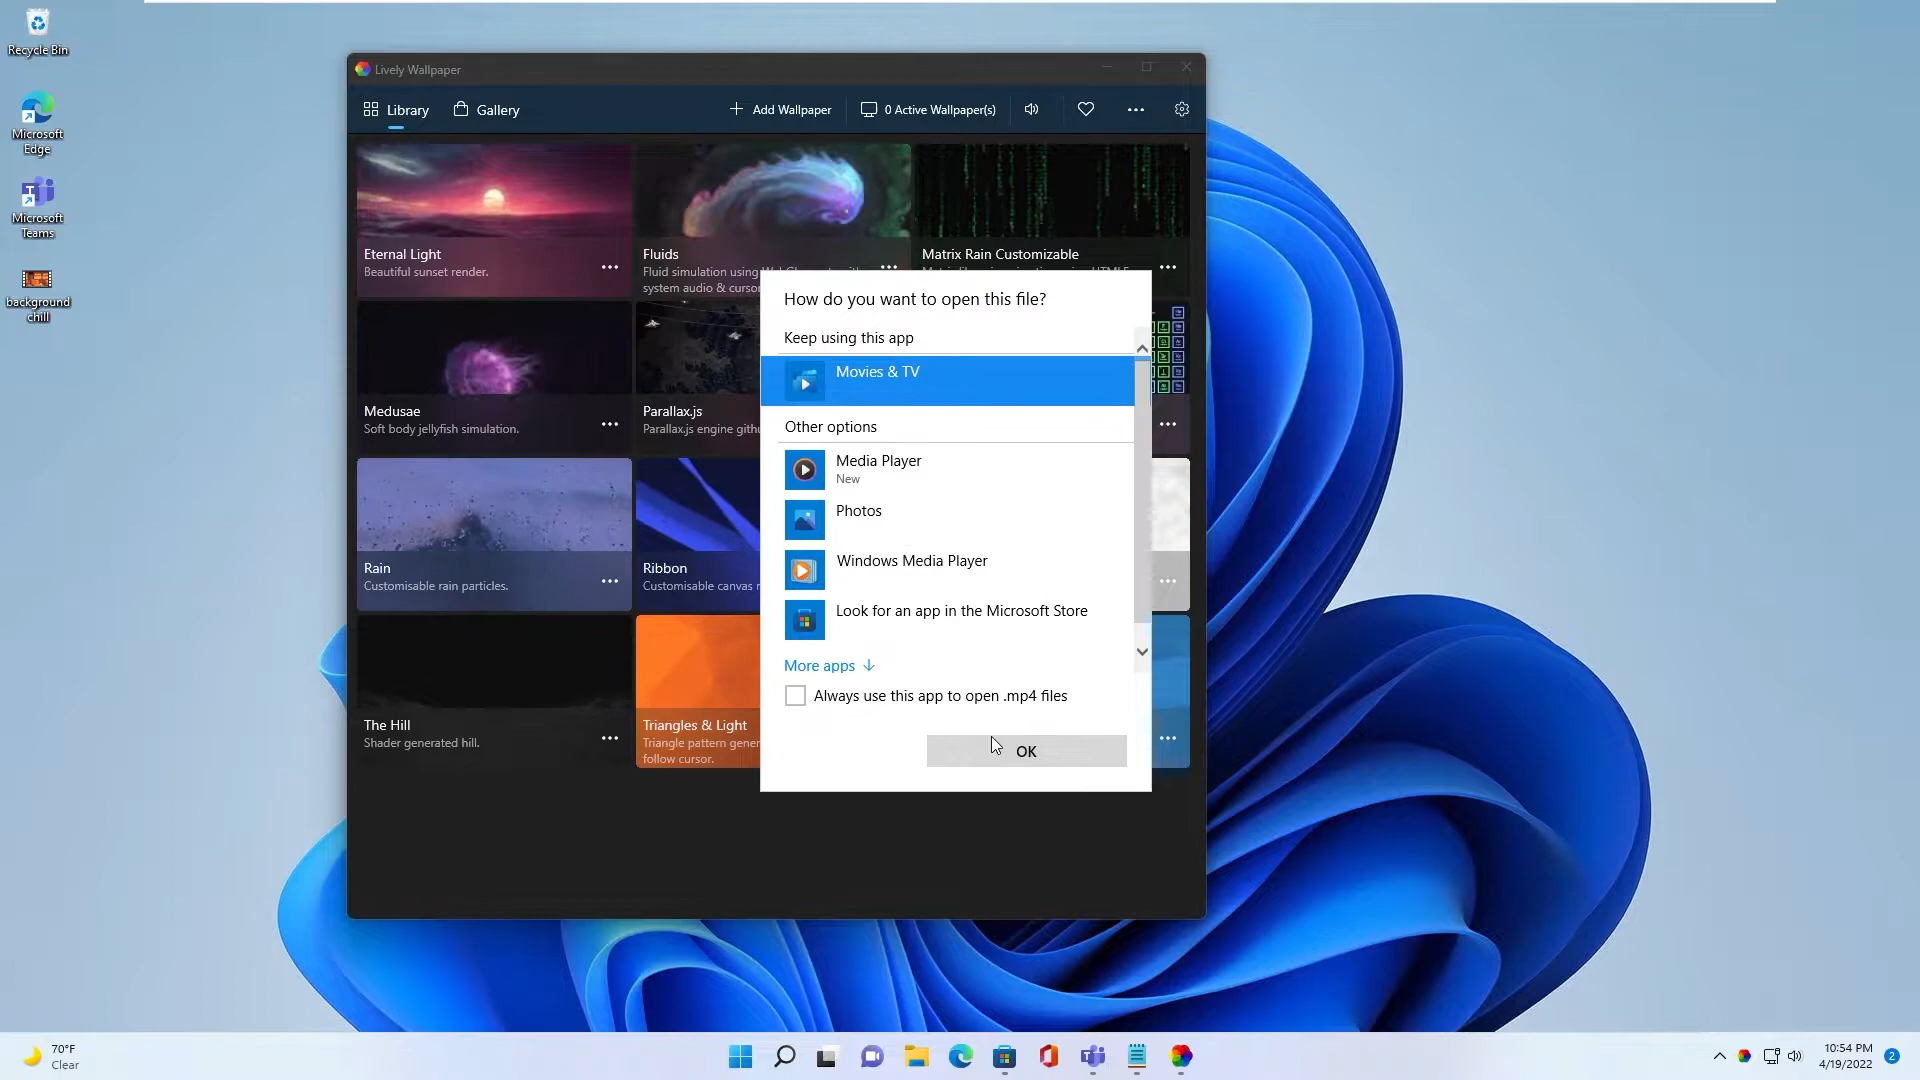 Recycle Bin
Microsoft
Edge
Microsoft
Teams
background
chill
Lively Wallpaper
Library
Gallery
Add Wallpaper
0 Active Wallpaper(s)
Eternal Light
Beautiful sunset render.
Fluids
Fluid simulation using
system audio & cursor
Matrix Rain Customizable
Medusae
Soft body jellyfish simulation.
Parallax.js
Parallax.js engine
Rain
Customisable rain particles.
Ribbon
Customisable canvas
The Hill
Shader generated hill.
Triangles & Light
Triangle pattern
follow cursor.
How do you want to open this file?
Keep using this app
Movies & TV
Other options
Media Player
New
Photos
Windows Media Player
Look for an app in the Microsoft Store
More apps
Always use this app to open .mp4 files
OK
70°F
Clear
10:54 PM
4/19/2022
2